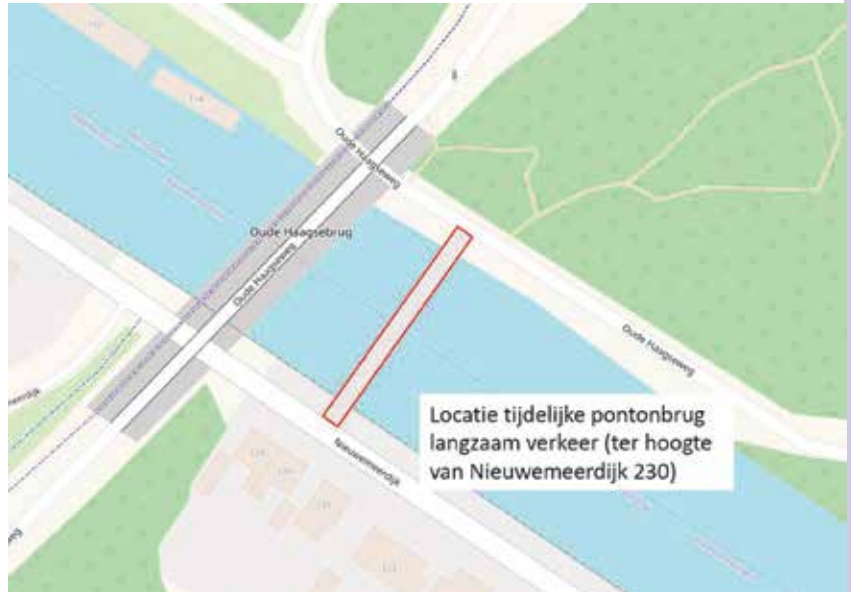 Oude Haagseweg
Oude Haagsebrug
Oude Haagseweg
Oude Haagseweg
Nieuwemeerdijk
Locatie tijdelijke pontonbrug
langzaam verkeer (ter hoogte
van Nieuwemeerdijk 230)